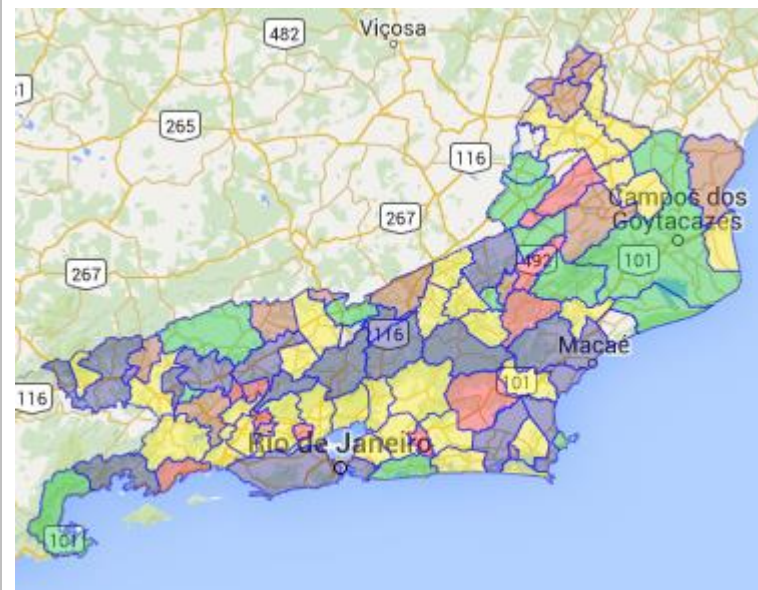 482
Viçosa
265
116
267
Campos dos
Goytacazes
492
101
267
116
Macaé
101
116
Rio de Janeiro
101